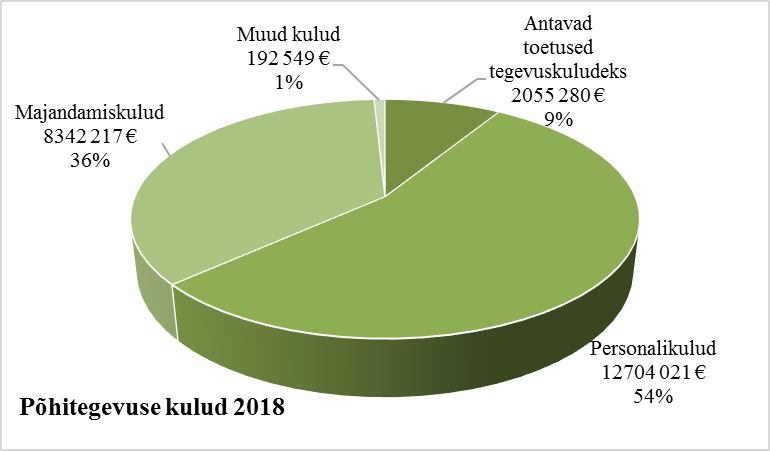 Muud kulud
192 549 €
1%
Antavad
toetused
tegevuskuludeks
2055 280 €
9%
Majandamiskulud
8342 217 €
36%
Personalikulud
12704 021 €
54%
Põhitegevuse kulud 2018